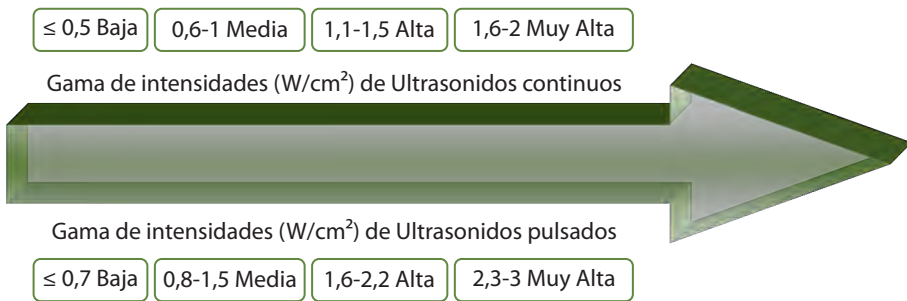 ≤ 0,5 Baja 0,6-1 Media 1,1-1,5 Alta 1,6-2 Muy Alta
Gama de intensidades (W/cm²) de Ultrasonidos continuos
Gama de intensidades (W/cm²) de Ultrasonidos pulsados
≤ 0,7 Baja 0,8-1,5 Media 1,6-2,2 Alta 2,3-3 Muy Alta